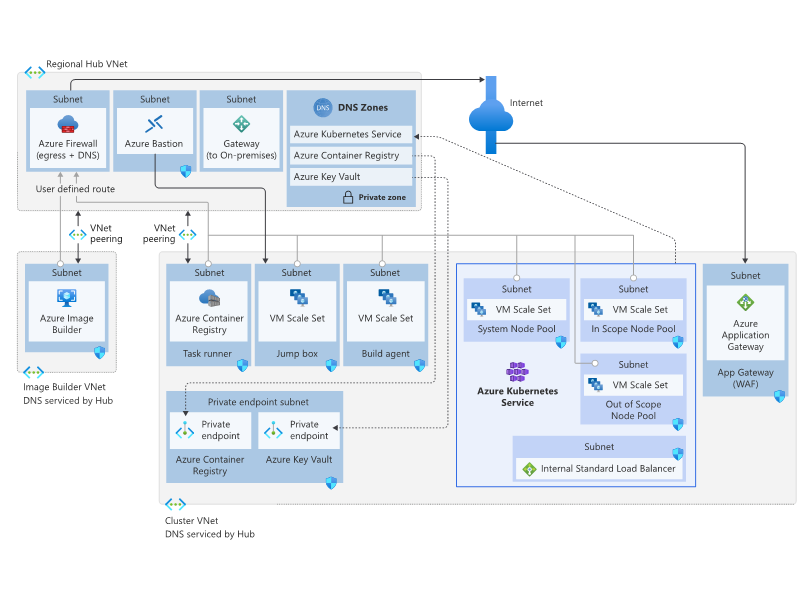 Regional Hub VNet
Subnet
Azure Firewall
(egress + DNS)
Subnet
Azure Bastion
Subnet
Gateway
(to On-premises)
DNS
DNS Zones
Azure Kubernetes Service
Azure Container Registry
Azure Key Vault
Private zone
Internet
User defined route
VNet
peering
VNet
peering
Subnet
Azure Image
Builder
Image Builder VNet
DNS serviced by Hub
Subnet
Azure Container
Registry
Task runner
Subnet
VM Scale Set
Jump box
Subnet
VM Scale Set
Build agent
Private endpoint subnet
Private
endpoint
Azure Container
Registry
Private
endpoint
Azure Key Vault
Subnet
VM Scale Set
System Node Pool
Subnet
VM Scale Set
In Scope Node Pool
Azure Kubernetes
Service
Subnet
VM Scale Set
Out of Scope
Node Pool
Subnet
Internal Standard Load Balancer
Subnet
Azure
Application
Gateway
App Gateway
(WAF)
Cluster VNet
DNS serviced by Hub